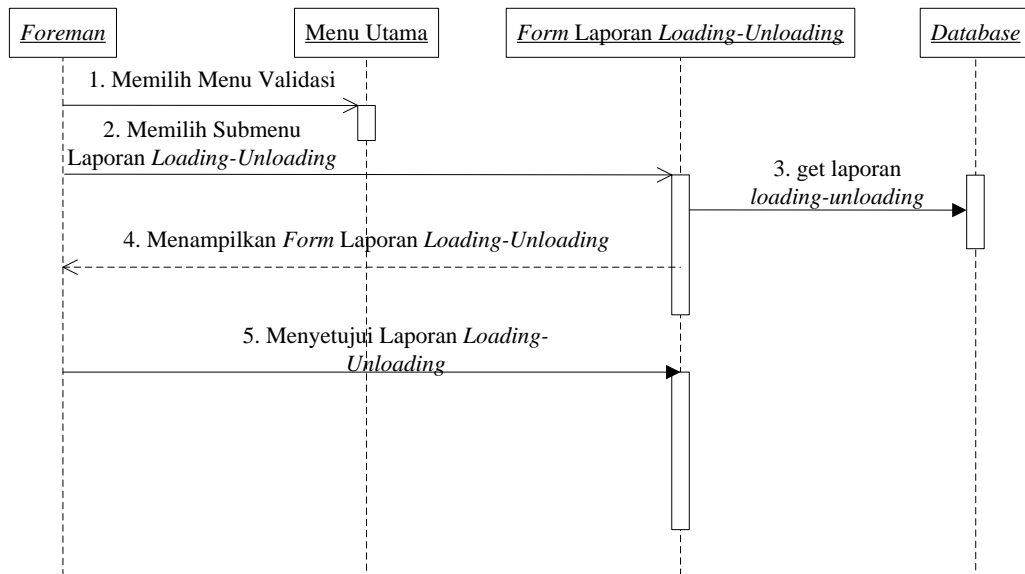 Foreman
Menu Utama
Form Laporan Loading-Unloading
Database
1. Memilih Menu Validasi
2. Memilih Submenu
Laporan Loading-Unloading
3. get laporan
loading-unloading
4. Menampilkan Form Laporan Loading-Unloading
5. Menyetujui Laporan Loading-
Unloading